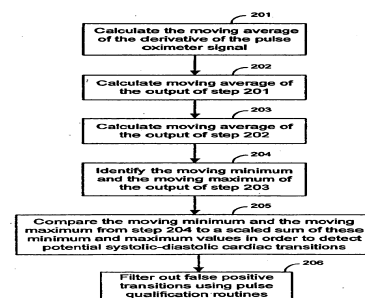 201
Calculate the moving average
of the derivative of the pulse
oximeter signal
202
Calculate moving average of
the output of step 201
203
Calculate moving average of
the output of step 202
204
Identify the moving minimum
and the moving maximum of
the output of step 203
205
Compare the moving minimum and the moving
maximum from step 204 to a scaled sum of these
minimum and maximum values in order to detect
potential systolic-diastolic cardiac transitions
206
Filter out false positive
transitions using pulse
qualification routines